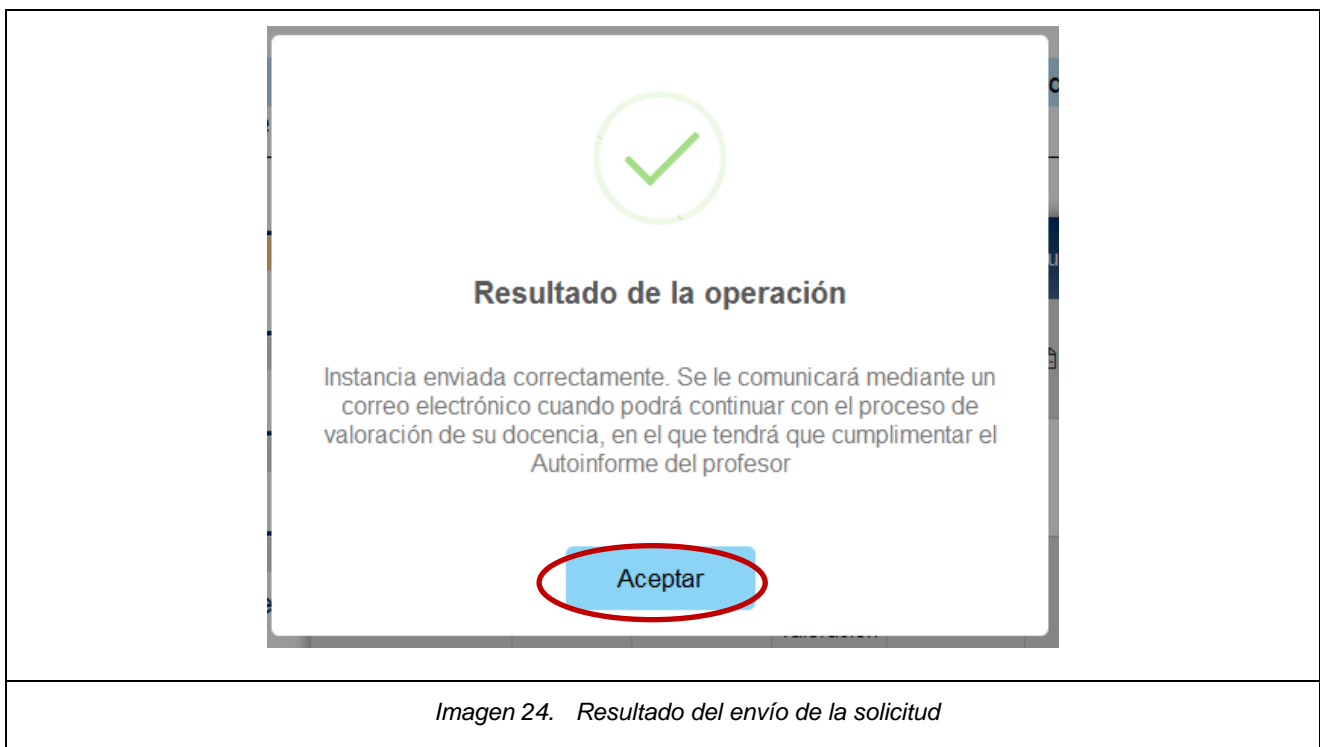 Resultado de la operación
Instancia enviada correctamente. Se le comunicará mediante un
correo electrónico cuando podrá continuar con el proceso de
valoración de su docencia, en el que tendrá que cumplimentar el
Autoinforme del profesor
Aceptar
Imagen 24. Resultado del envío de la solicitud